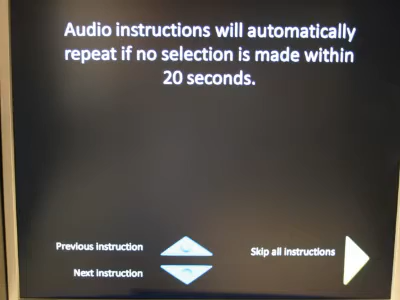 Audio instructions will automatically
repeat if no selection is made within
20 seconds.
Previous instruction
Next instruction
Skip all instructions